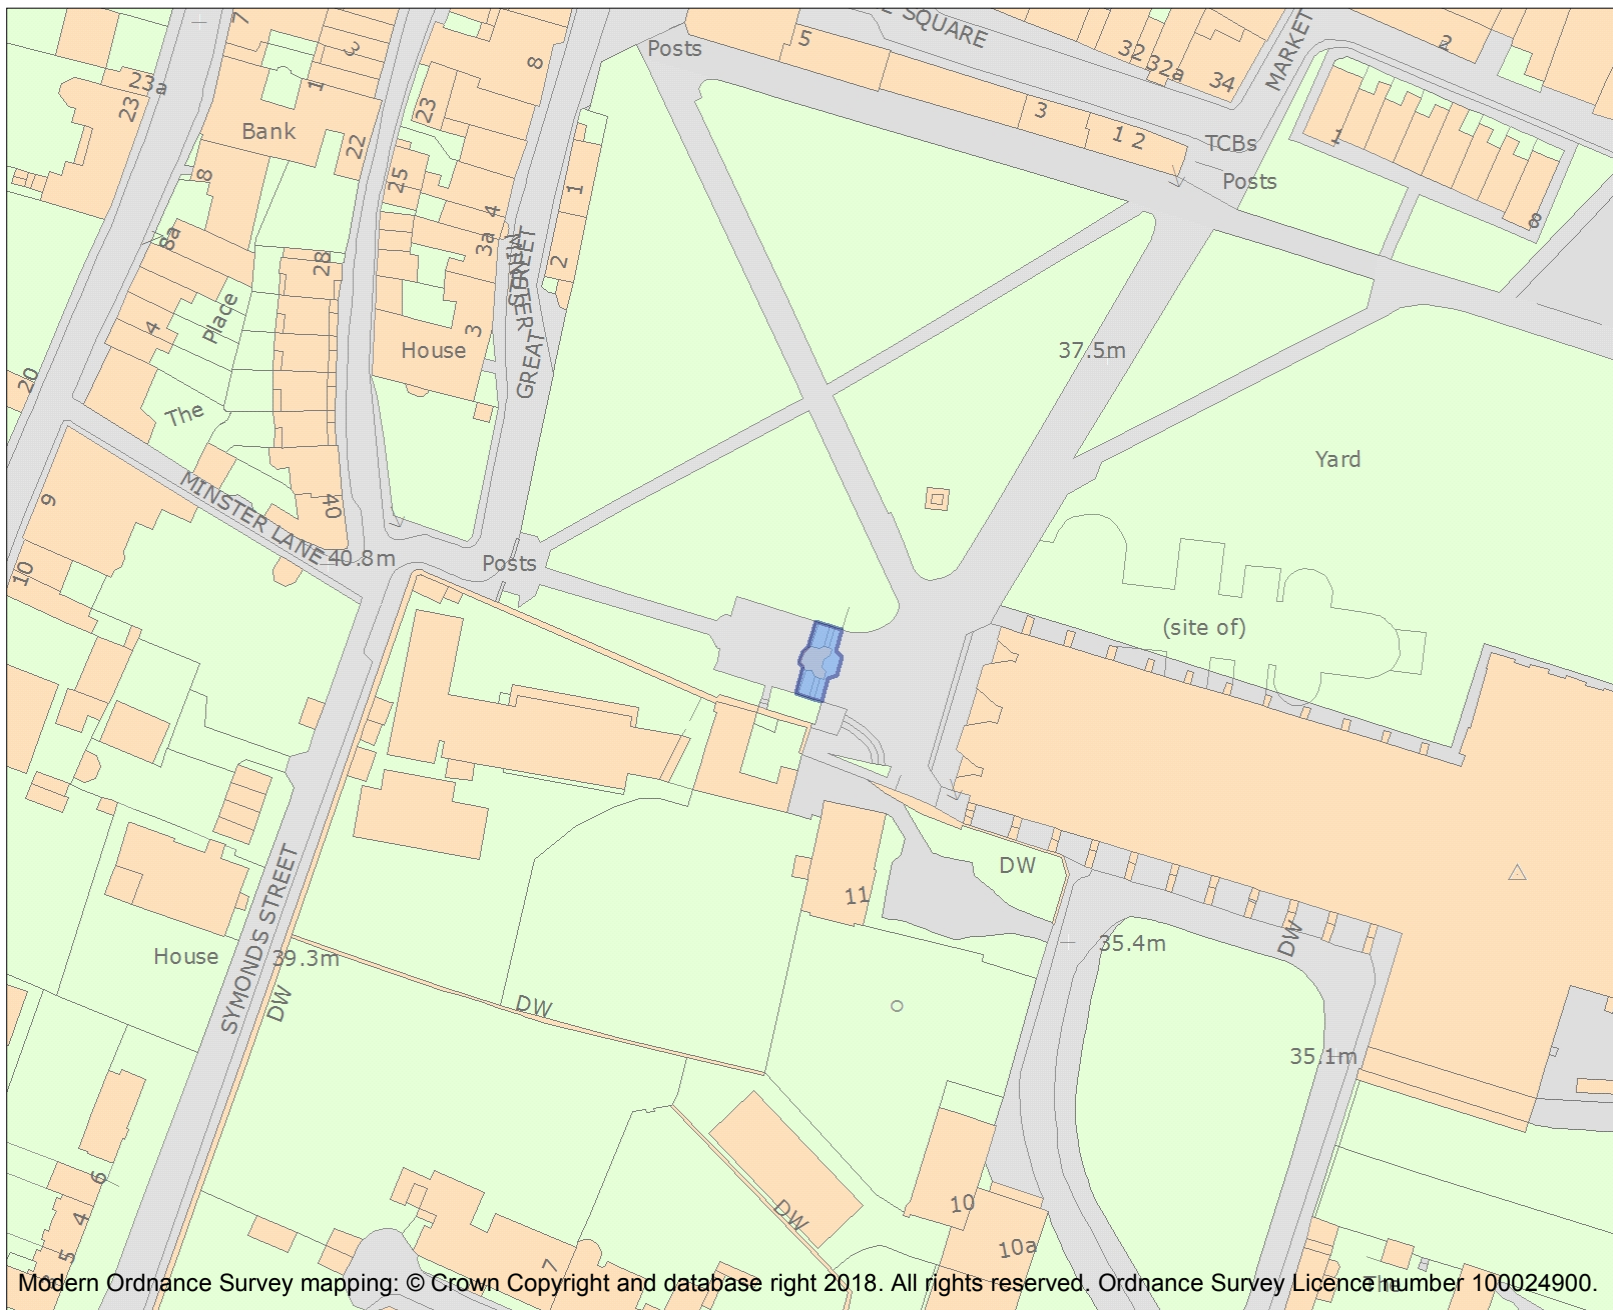 7
3
8
Posts
5
E SQUARE
32
32a
34
MARKET
2
23a
23
1
Bank
22
23
3
1 2
TCBs
1
Posts
8
25
1
8
8a
28
4
3a
2
GREAT MINSTER STREET
Place
4
3
House
37.5m
20
The
Yard
9
40
MINSTER LANE
40.8m
Posts
10
(site of)
DW
11
SYMONDS STREET
House
39.3m
DW
DW
35.4m
DW
35.1m
6
4
5
DW
10
10a
7
The
Modern Ordnance Survey mapping: © Crown Copyright and database right 2018. All rights reserved. Ordnance Survey Licence number 100024900.